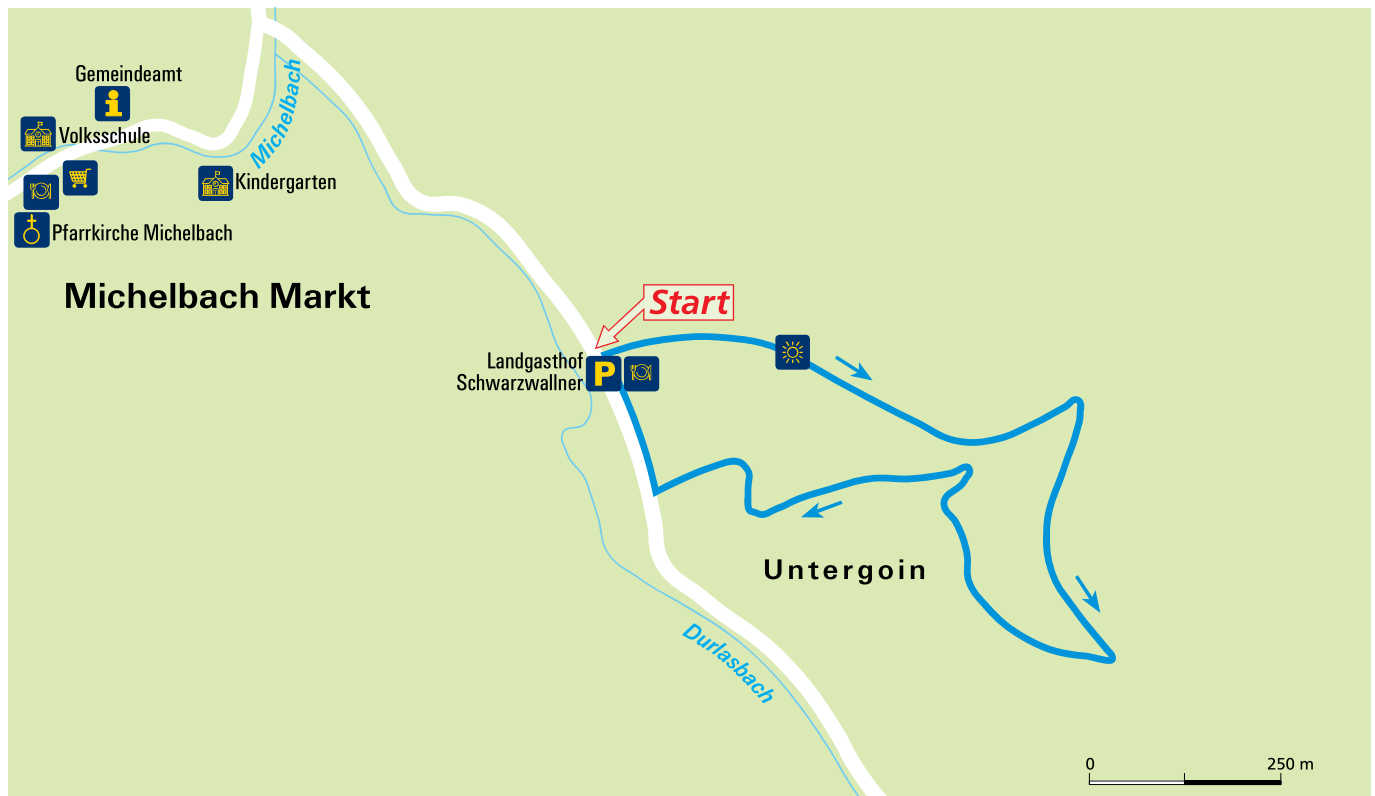 Gemeindeamt
Michelbach
Volksschule
Kindergarten
Pfarrkirche Michelbach
Michelbach Markt
Start
Landgasthof
Schwarzwallner
P
Untergoin
Durlasbach
0 250 m